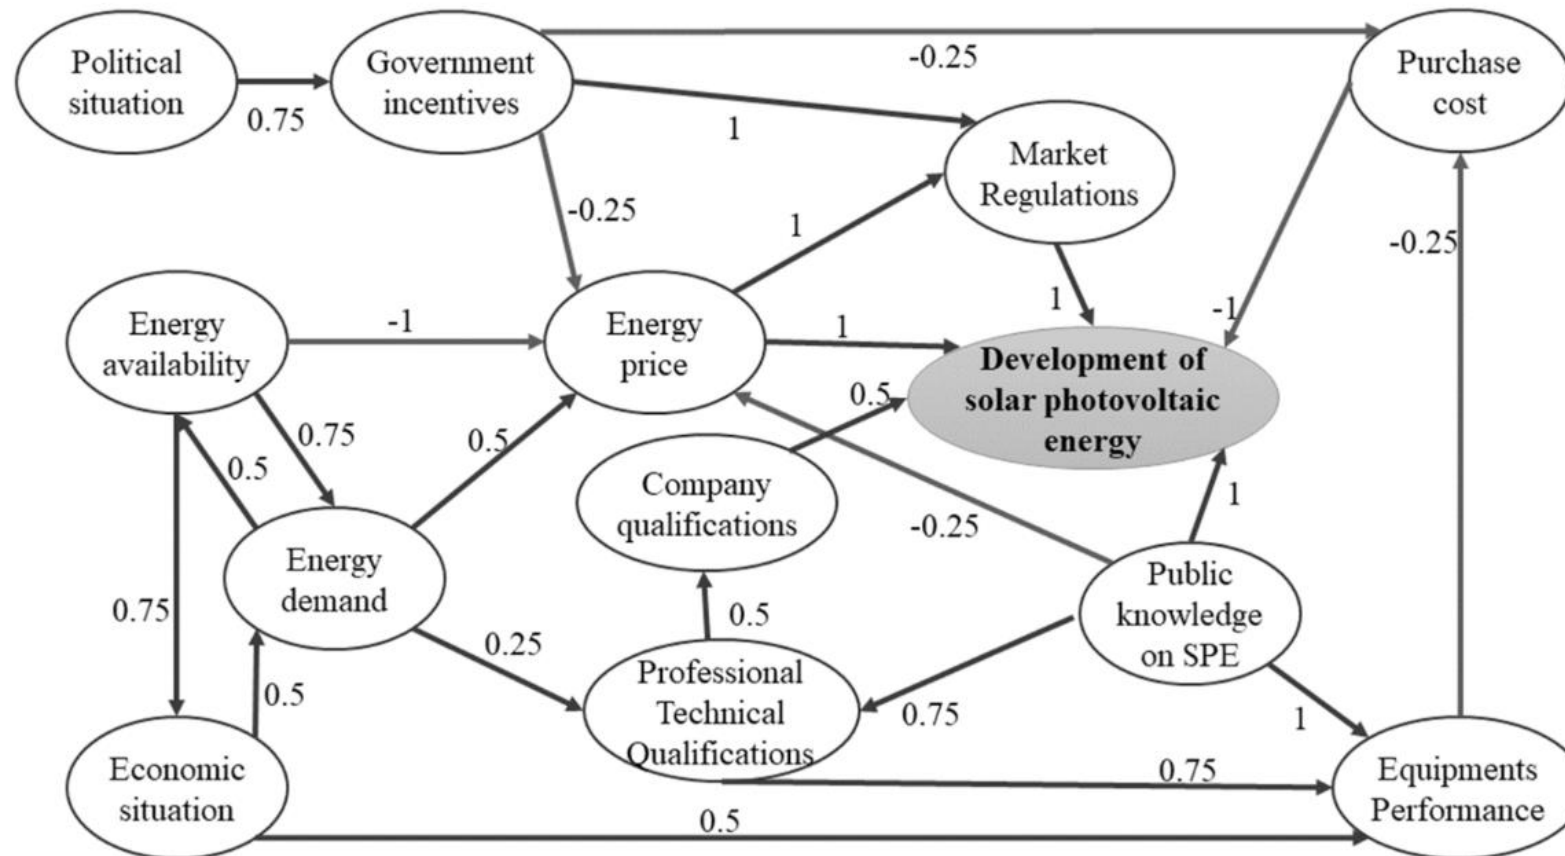 Political
situation
0.75
Government
incentives
-0.25
Purchase
cost
1
Market
Regulations
-0.25
1
-0.25
Energy
availability
-1
Energy
price
1
1
-1
Development of
solar photovoltaic
energy
0.75
0.5
0.5
0.5
Company
qualifications
-0.25
1
Energy
demand
Public
knowledge
on SPE
0.75
0.25
0.5
0.5
Professional
Technical
Qualifications
0.75
1
Economic
situation
0.75
0.5
Equipments
Performance